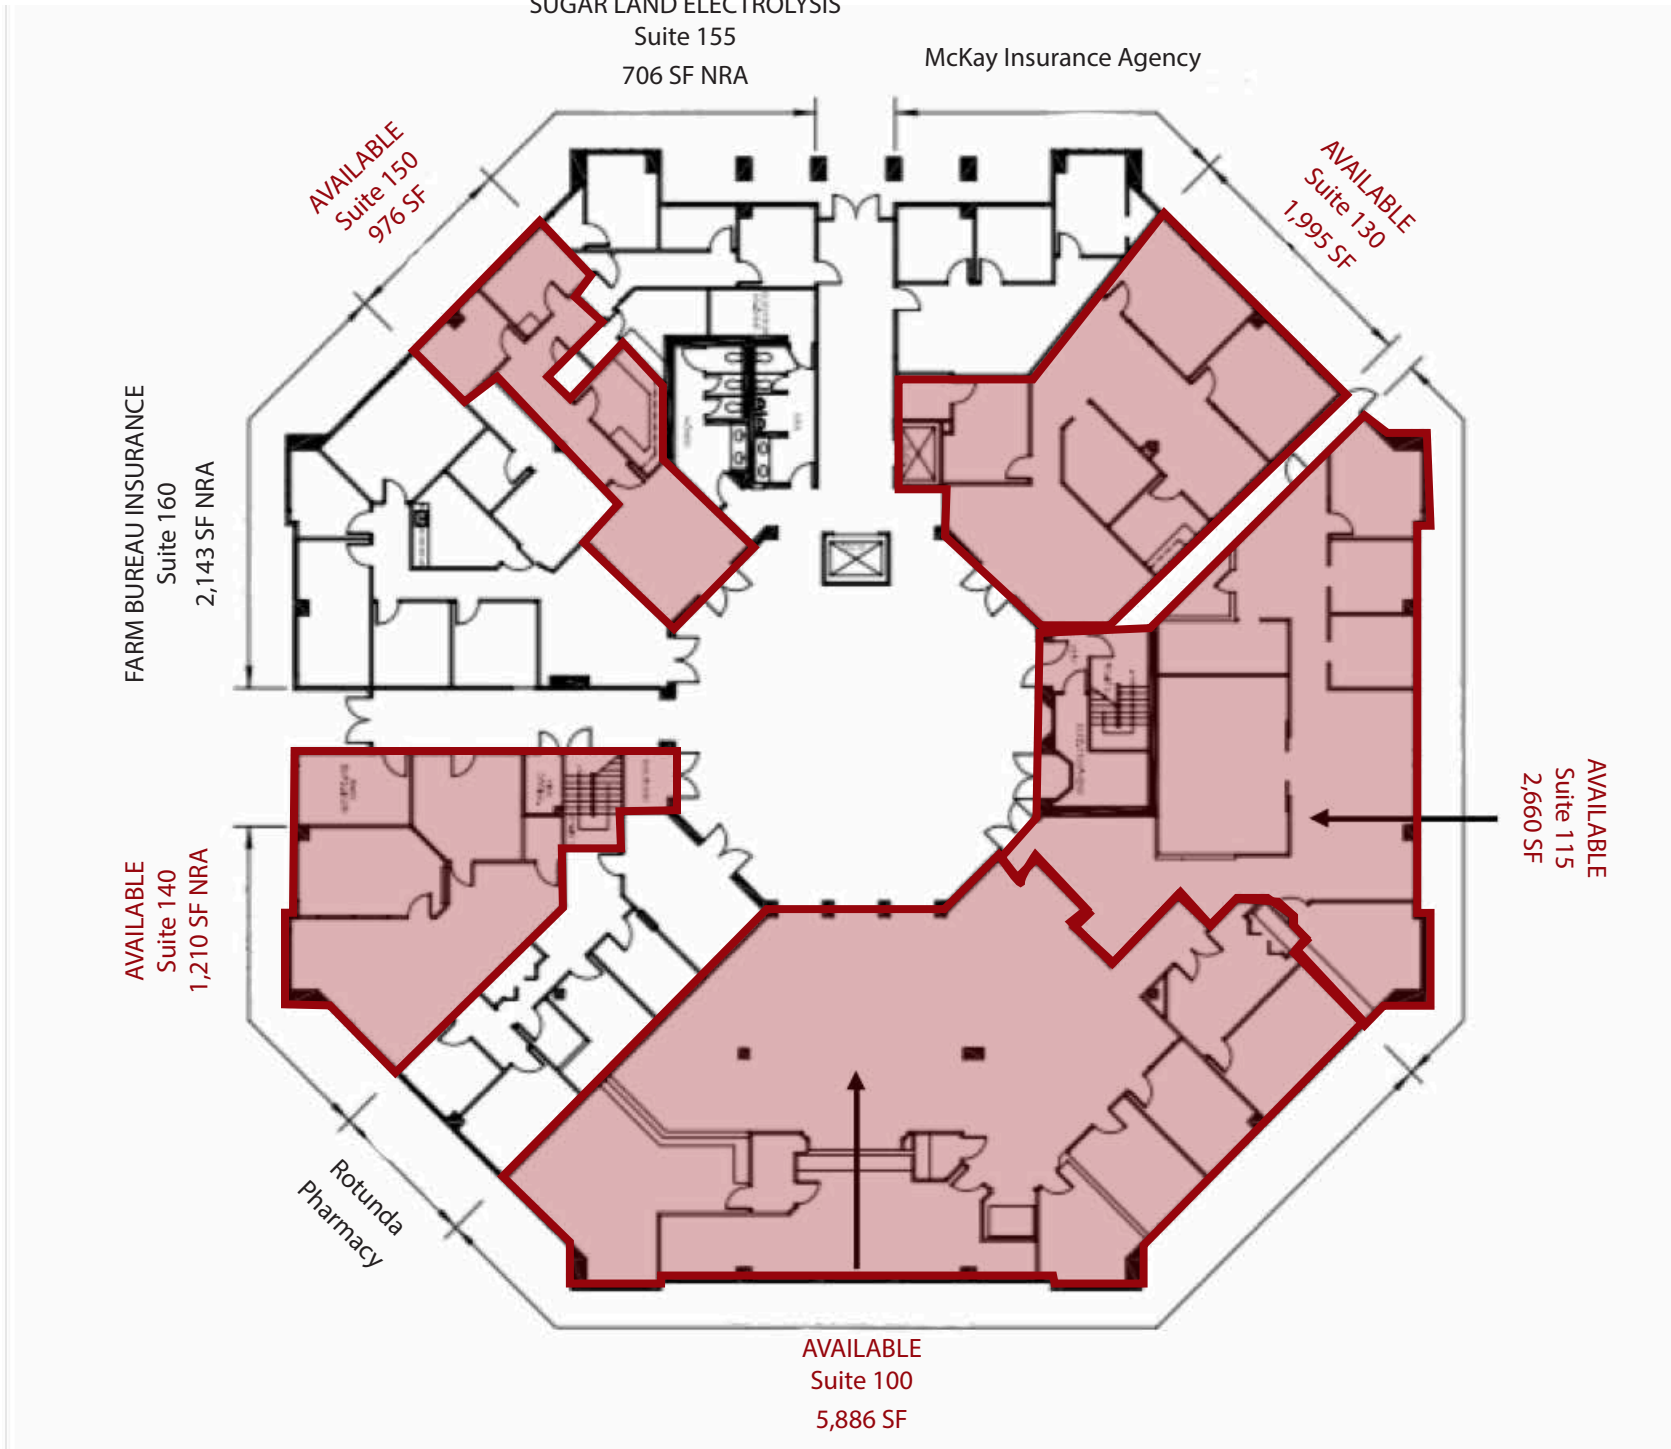 SUGAR LAND ELECTROLYSIS
Suite 155
706 SF NRA
McKay Insurance Agency
AVAILABLE
Suite 150
976 SF
AVAILABLE
Suite 130
1,995 SF
FARM BUREAU INSURANCE
Suite 160
2,143 SF NRA
AVAILABLE
Suite 115
2,660 SF
AVAILABLE
Suite 140
1,210 SF NRA
Rotunda
Pharmacy
AVAILABLE
Suite 100
5,886 SF